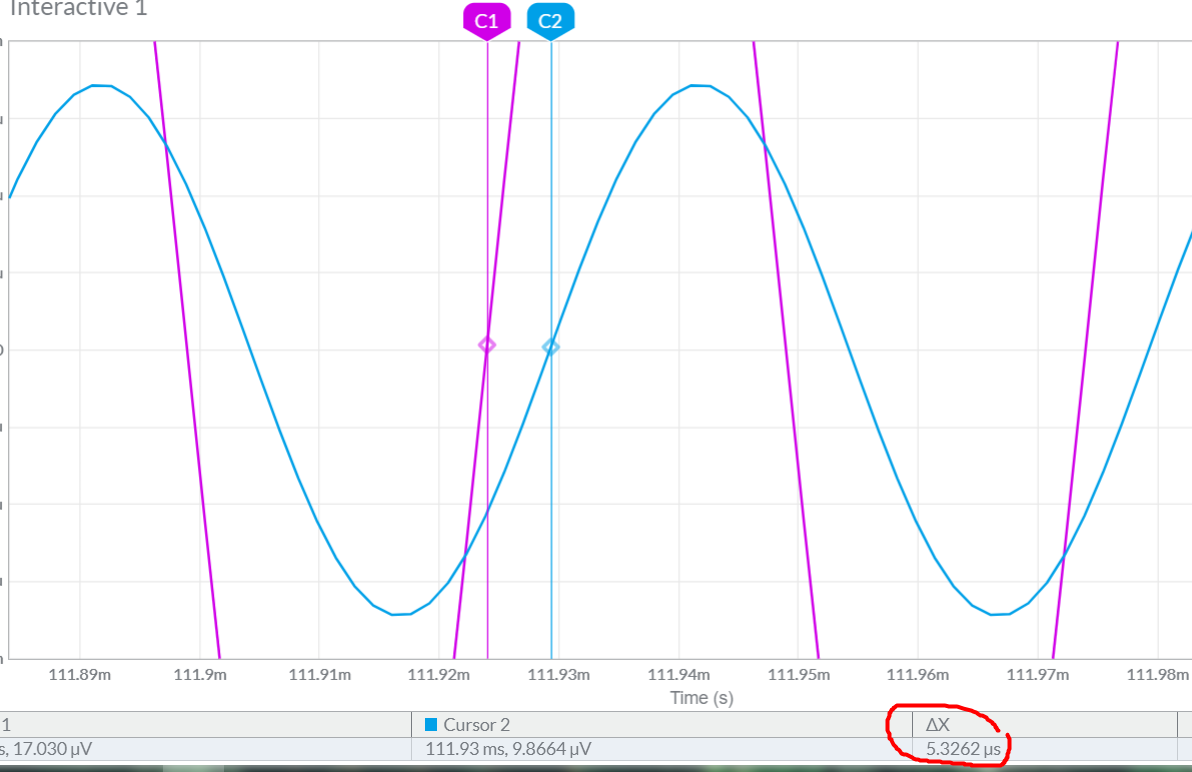 Interactive 1
C1 C2
111.89m 111.9m 111.91m 111.92m 111.93m 111.94m 111.95m 111.96m 111.97m 111.98m
Time (s)
1 Cursor 2 ΔX
s, 17.030 µV 111.93 ms, 9.8664 µV 5.3262 µs